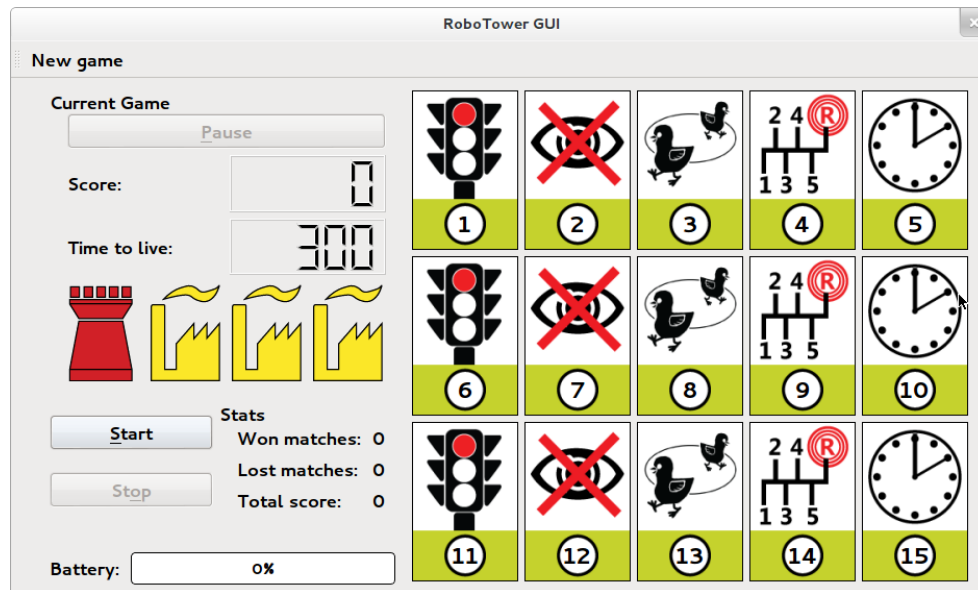 RoboTower GUI
New game
Current Game
Pause
Score: 0
Time to live: 300
Start
Stop
Stats
Won matches: 0
Lost matches: 0
Total score: 0
Battery: 0%
2 4 R
1 3 5
1 2 3 4 5
2 4 R
1 3 5
6 7 8 9 10
2 4 R
1 3 5
11 12 13 14 15